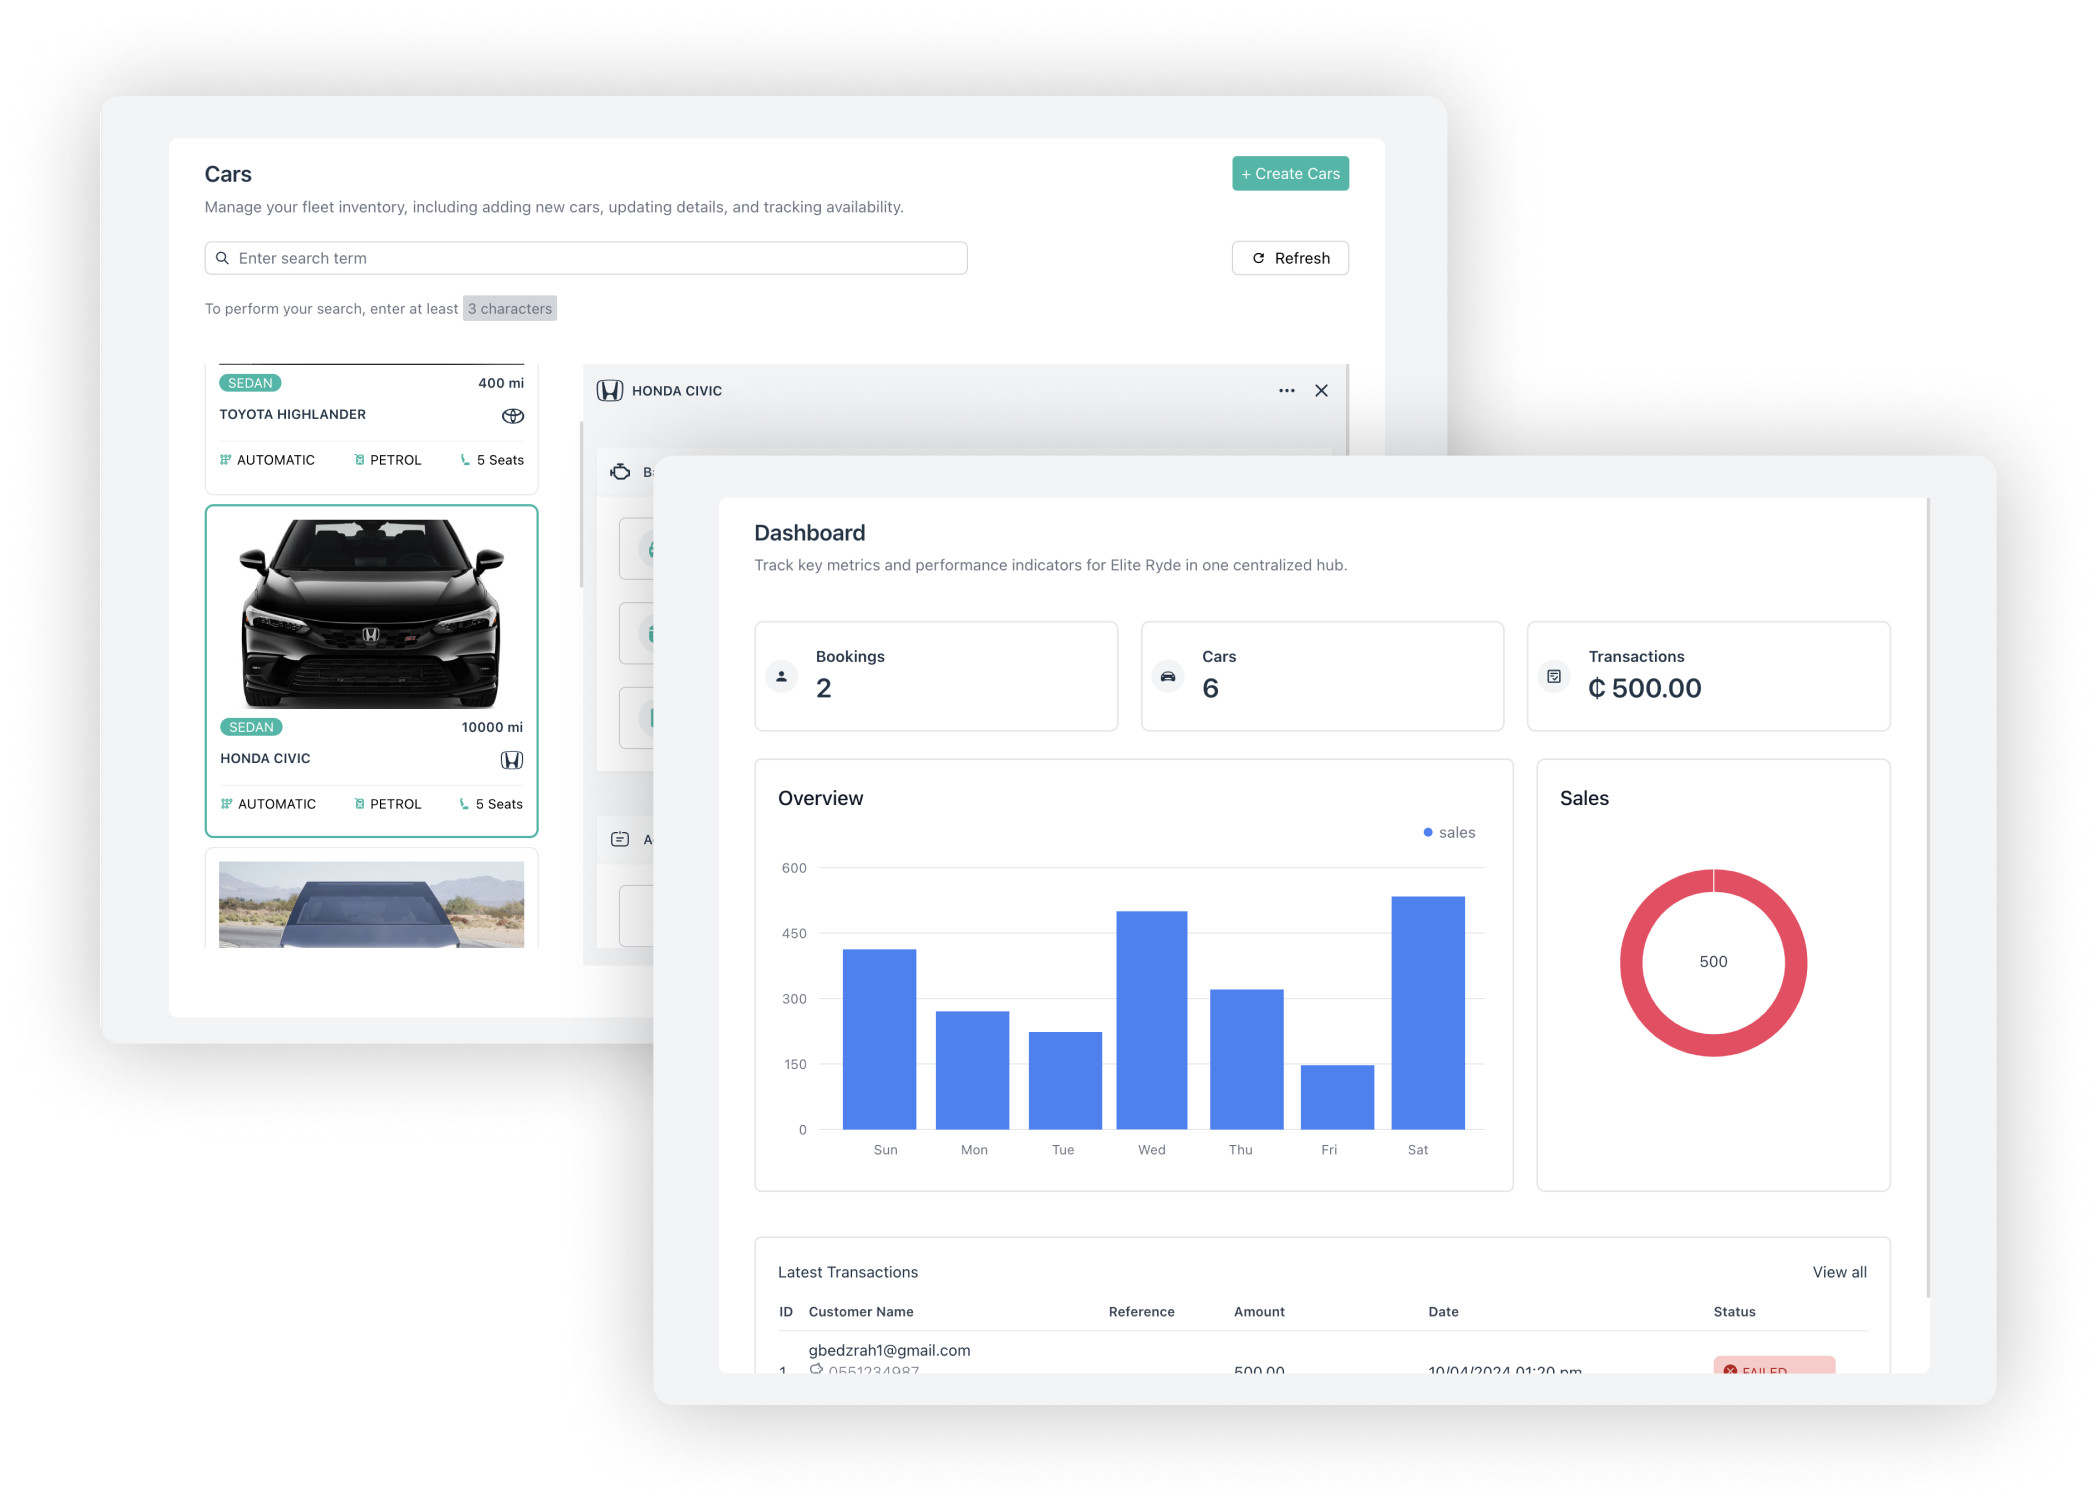 Cars
+ Create Cars
Manage your fleet inventory, including adding new cars, updating details, and tracking availability.
Enter search term
Refresh
To perform your search, enter at least 3 characters
SEDAN 400 mi
TOYOTA HIGHLANDER
AUTOMATIC PETROL 5 Seats
SEDAN 10000 mi
HONDA CIVIC
AUTOMATIC PETROL 5 Seats
HONDA CIVIC
Dashboard
Track key metrics and performance indicators for Elite Ryde in one centralized hub.
Bookings
2
Cars
6
Transactions
₵ 500.00
Overview
sales
600
450
300
150
0
Sun Mon Tue Wed Thu Fri Sat
Sales
500
Latest Transactions View all
ID Customer Name Reference Amount Date Status
gbedzrah1@gmail.com
1 0551234987 500.00 10/04/2024 01:20 pm FAILED